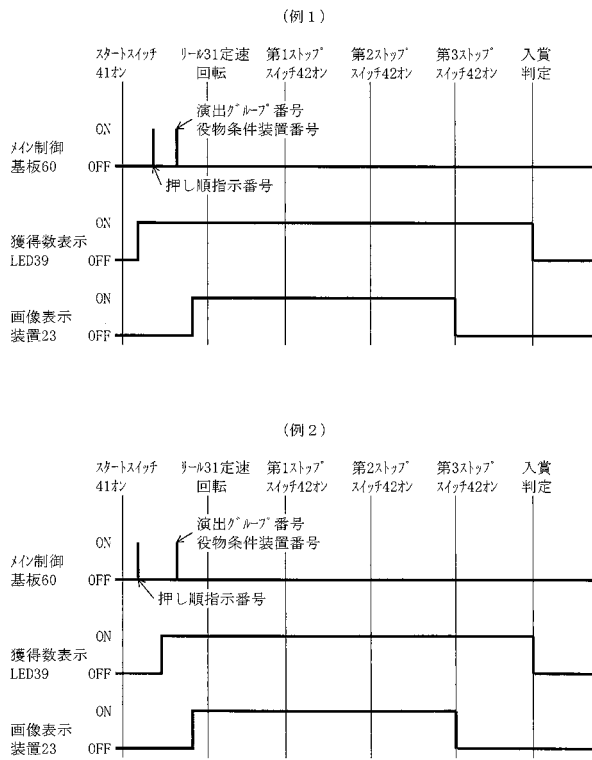 (例１)
スタートスイッチ リール31定速 第1ストップ 第2ストップ 第3ストップ 入賞
41オン 回転 スイッチ42オン スイッチ42オン スイッチ42オン 判定
演出グループ番号
ON 役物条件装置番号
メイン制御
基板60 OFF
押し順指示番号
ON
獲得数表示
LED39 OFF
ON
画像表示
装置23 OFF
(例２)
スタートスイッチ リール31定速 第1ストップ 第2ストップ 第3ストップ 入賞
41オン 回転 スイッチ42オン スイッチ42オン スイッチ42オン 判定
演出グループ番号
ON 役物条件装置番号
メイン制御
基板60 OFF
押し順指示番号
ON
獲得数表示
LED39 OFF
ON
画像表示
装置23 OFF